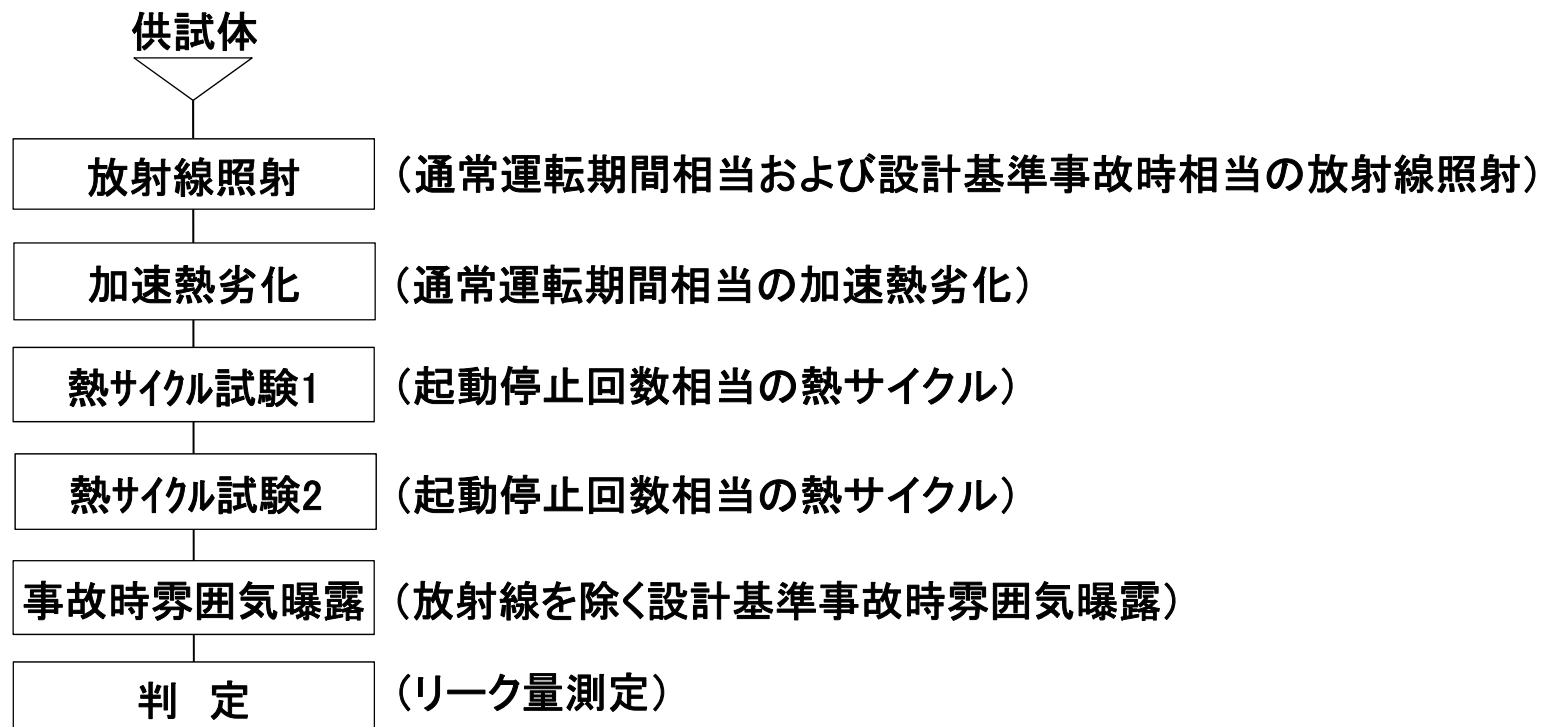 供試体
放射線照射 （通常運転期間相当および設計基準事故時相当の放射線照射）
加速熱劣化 （通常運転期間相当の加速熱劣化）
熱サイクル試験1 （起動停止回数相当の熱サイクル）
熱サイクル試験2 （起動停止回数相当の熱サイクル）
事故時雰囲気曝露 （放射線を除く設計基準事故時雰囲気曝露）
判　定 （リーク量測定）